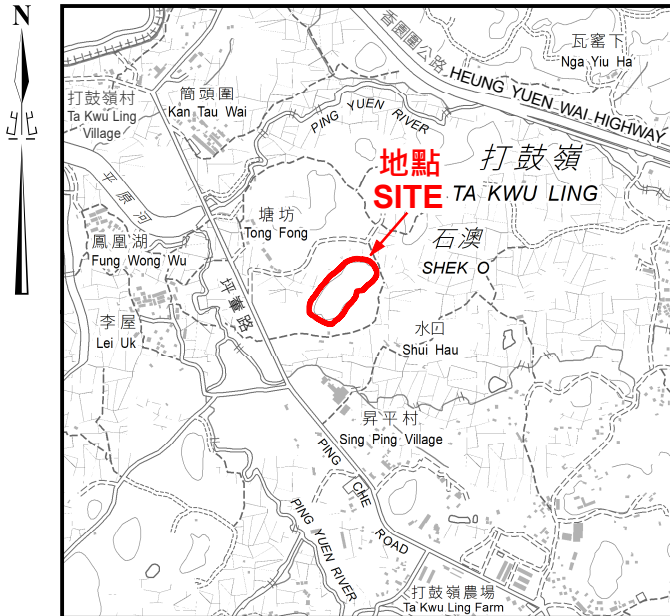 N
香園圍公路
HEUNG YUEN WAI HIGHWAY
瓦窰下
Nga Yiu Ha
打鼓嶺村
Ta Kwu Ling
Village
簡頭圍
Kan Tau Wai
PING YUEN RIVER
平原河
地點
SITE
打鼓嶺
TA KWU LING
塘坊
Tong Fong
石澳
SHEK O
鳳凰湖
Fung Wong Wu
坪輋路
李屋
Lei Uk
水口
Shui Hau
昇平村
Sing Ping Village
PING CHE ROAD
PING YUEN RIVER
打鼓嶺農場
Ta Kwu Ling Farm